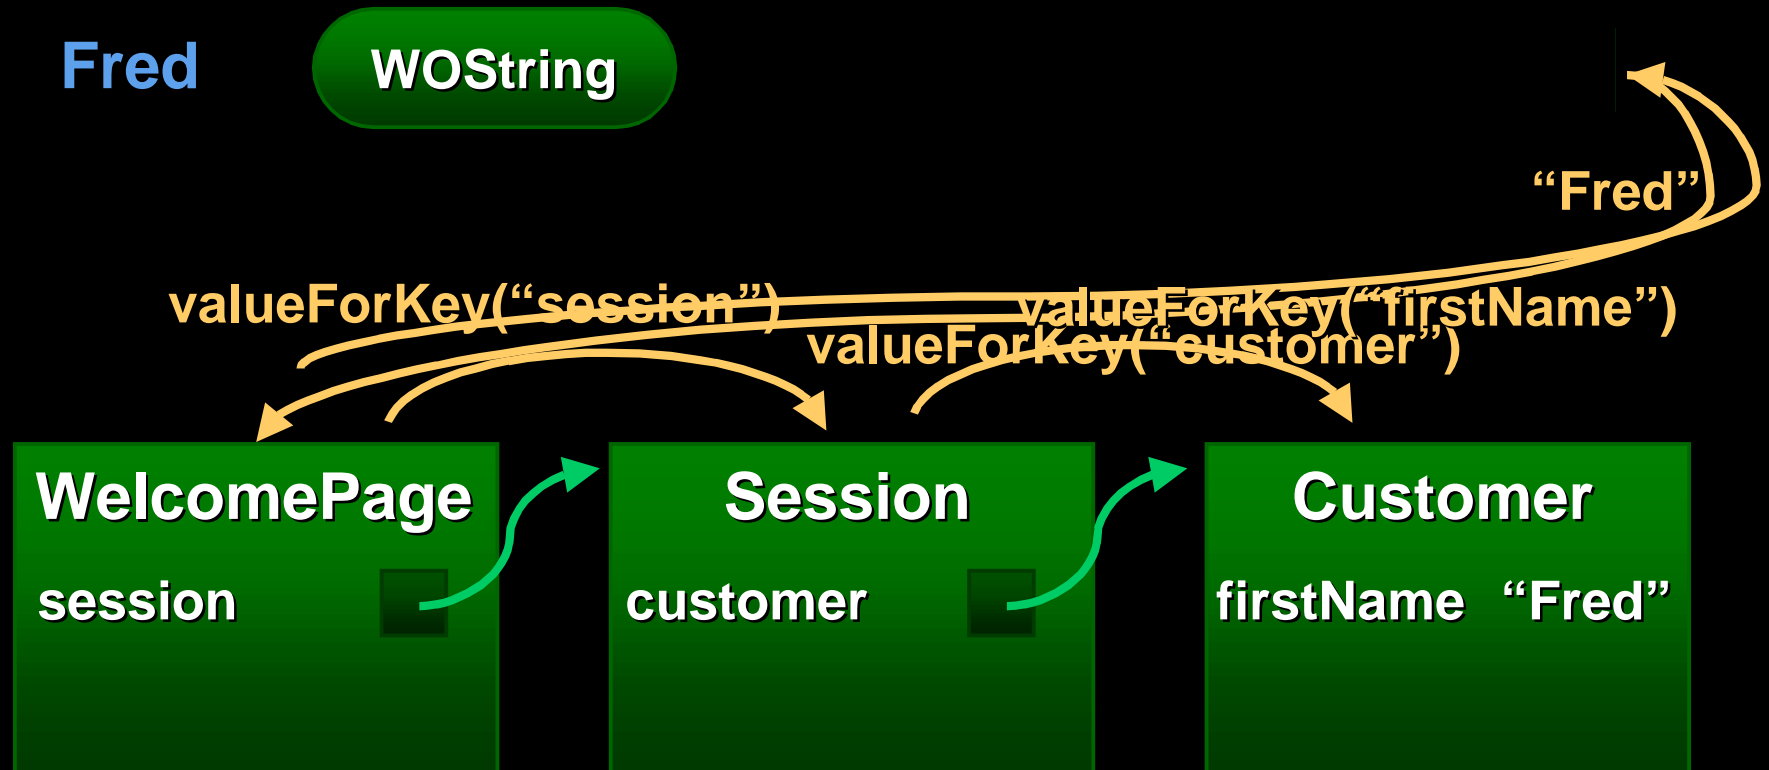 Fred WOString
“Fred”
valueForKey(“session”) valueForKey(“firstName”)
valueForKey(“customer”)
WelcomePage Session Customer
session customer firstName “Fred”